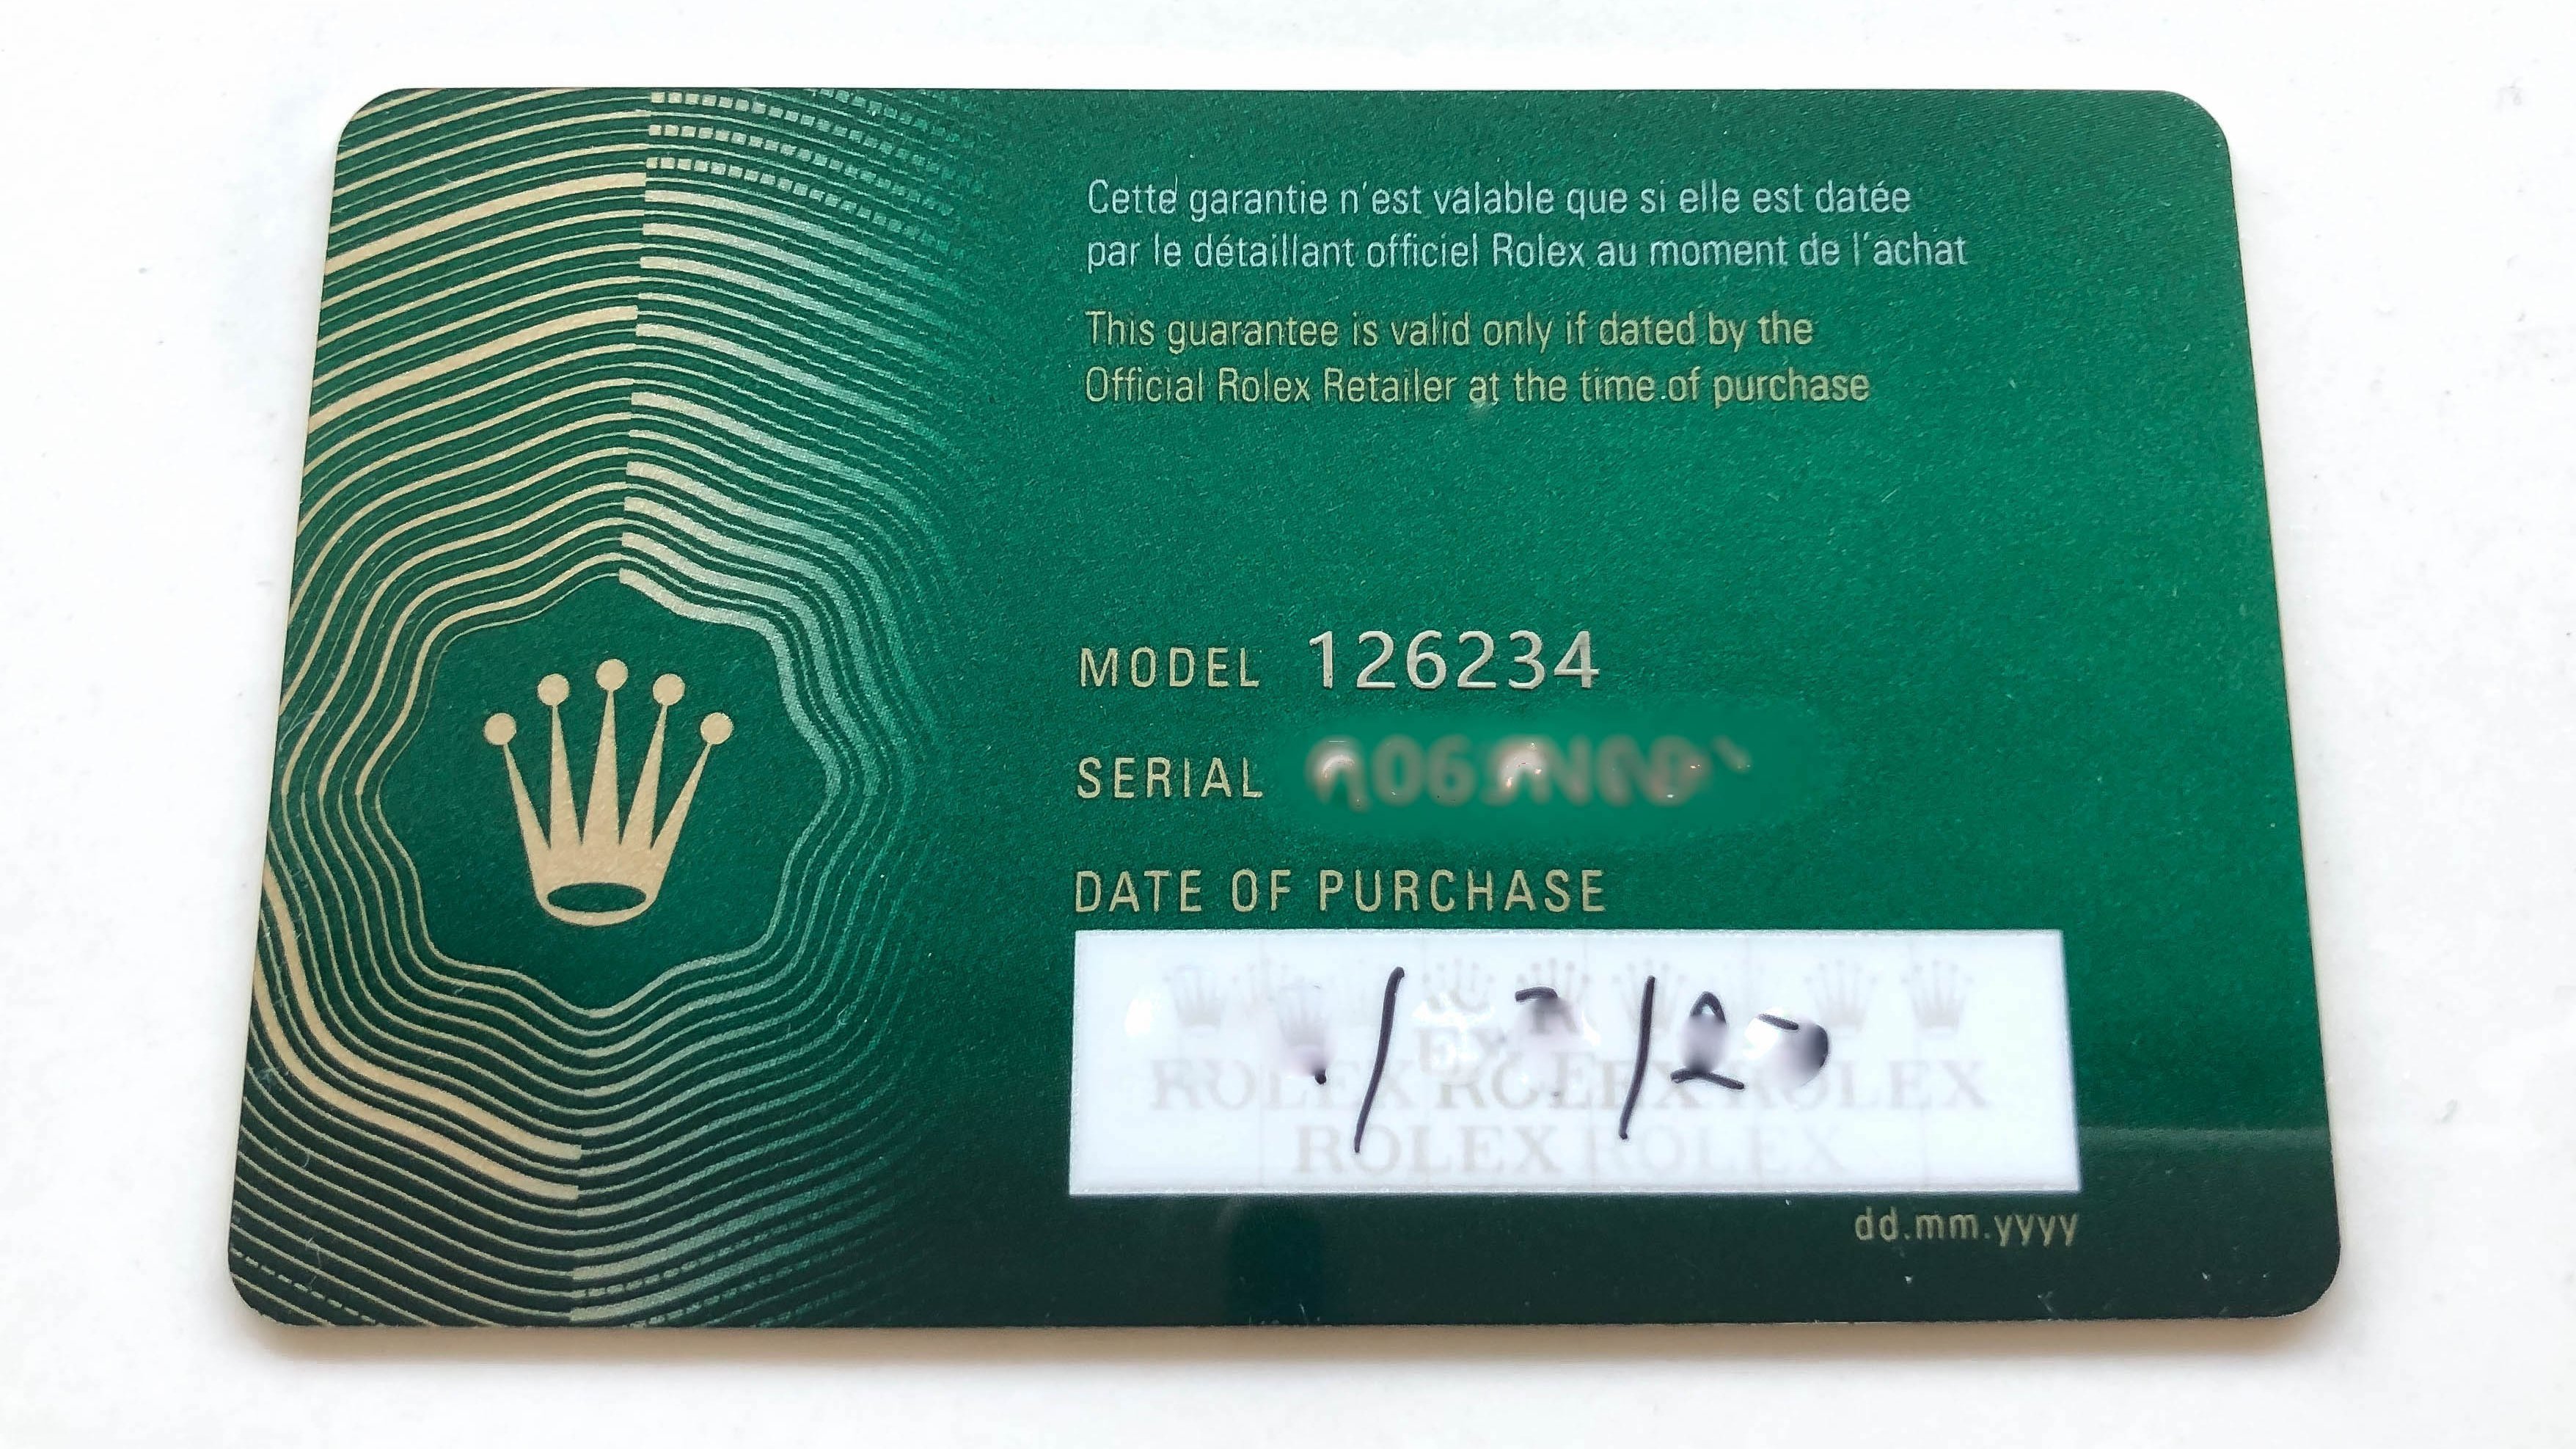 Cette garantie n'est valable que si elle est datée
par le détaillant officiel Rolex au moment de l'achat
This guarantee is valid only if dated by the
Official Rolex Retailer at the time of purchase
MODEL 126234
SERIAL
DATE OF PURCHASE
ROLEX ROLEX ROLEX
ROLEX ROLEX
dd.mm.yyyy